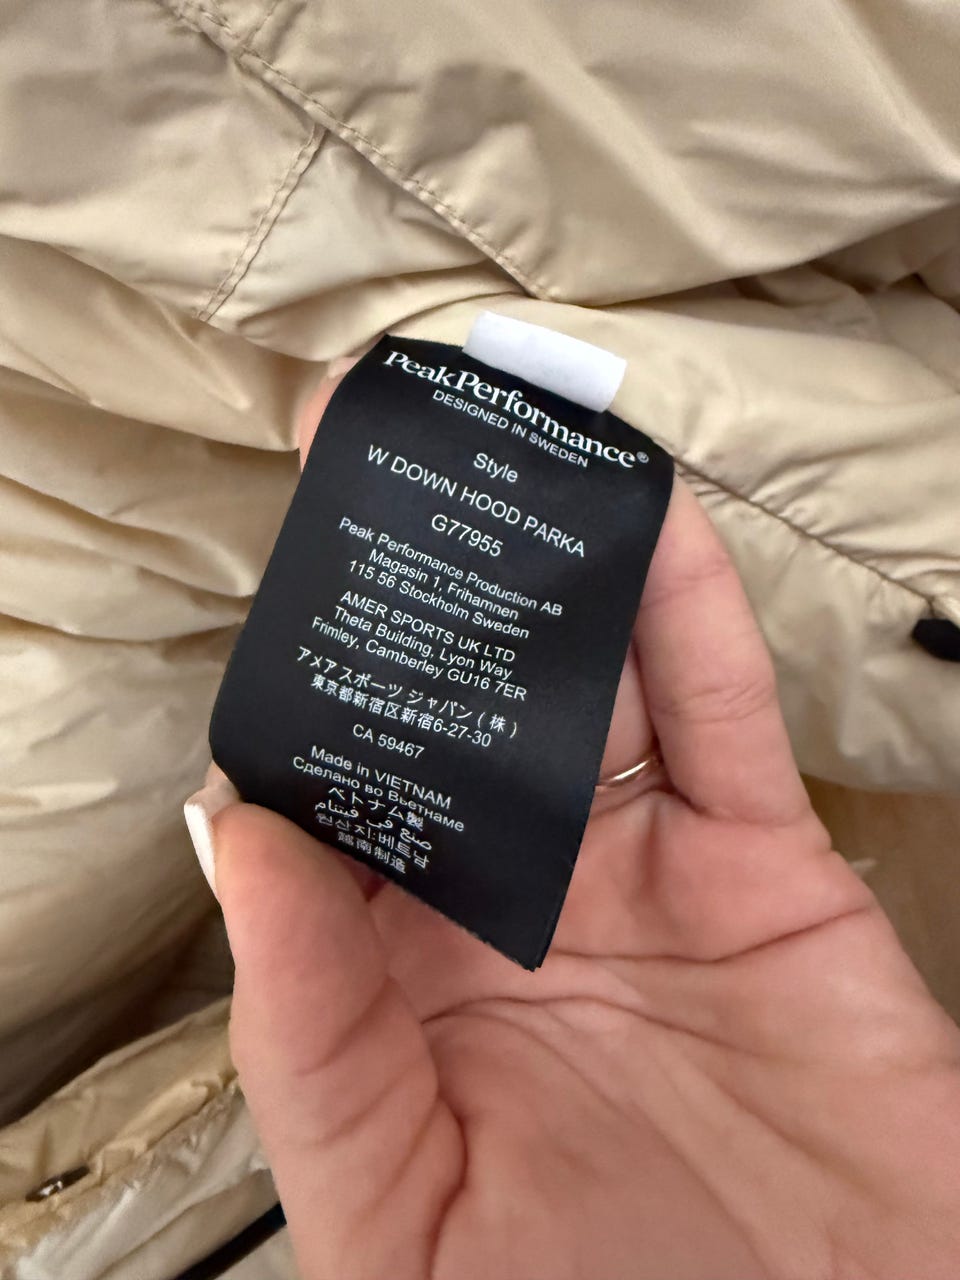 PeakPerformance®
DESIGNED IN SWEDEN
Style
W DOWN HOOD PARKA
G77955
Peak Performance Production AB
Magasin 1, Frihamnen
115 56 Stockholm Sweden
AMER SPORTS UK LTD
Theta Building, Lyon Way
Frimley, Camberley GU16 7ER
アメアスポーツ ジャパン ( 株 )
東京都新宿区新宿6-27-30
CA 59467
Made in VIETNAM
Сделано во Вьетнаме
ベトナム製
صنع في فيتنام
원산지:베트남
越南制造